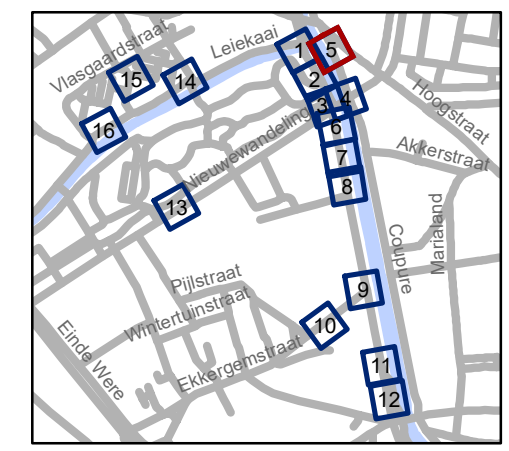 Vlasgaardstraat
Leiekaai
1
5
15
14
2
4
Hoogstraat
3
16
6
Nieuwewandeling
Akkerstraat
7
8
13
Marialand
Coupure
Pijlstraat
9
Wintertuinstraat
10
Einde Were
Ekkergemstraat
11
12